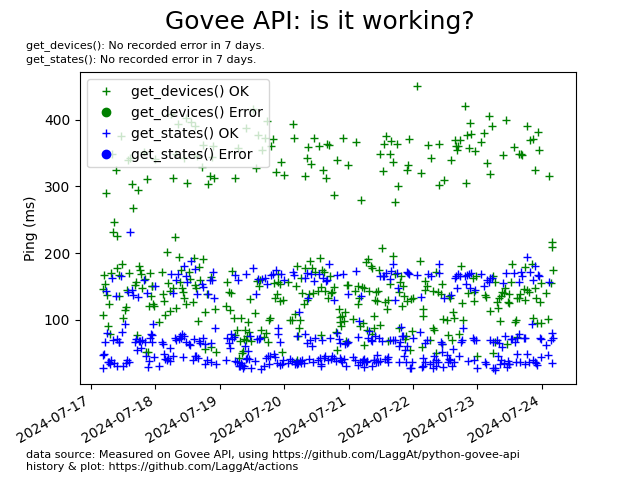 Govee API: is it working?
get_devices(): No recorded error in 7 days.
get_states(): No recorded error in 7 days.
get_devices() OK
get_devices() Error
get_states() OK
get_states() Error
Ping (ms)
400
300
200
100
2024-07-17
2024-07-18
2024-07-19
2024-07-20
2024-07-21
2024-07-22
2024-07-23
2024-07-24
data source: Measured on Govee API, using https://github.com/LaggAt/python-govee-api
history & plot: https://github.com/LaggAt/actions